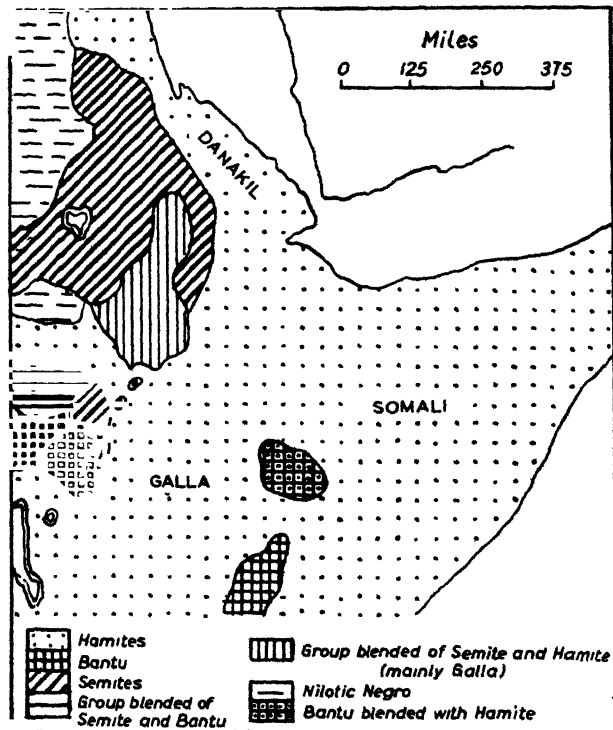 Miles
0 125 250 375
DANAKIL
SOMALI
GALLA
Hamites
Bantu
Semites
Group blended of
Semite and Bantu
Group blended of Semite and Hamite
(mainly Galla)
Nilotic Negro
Bantu blended with Hamite